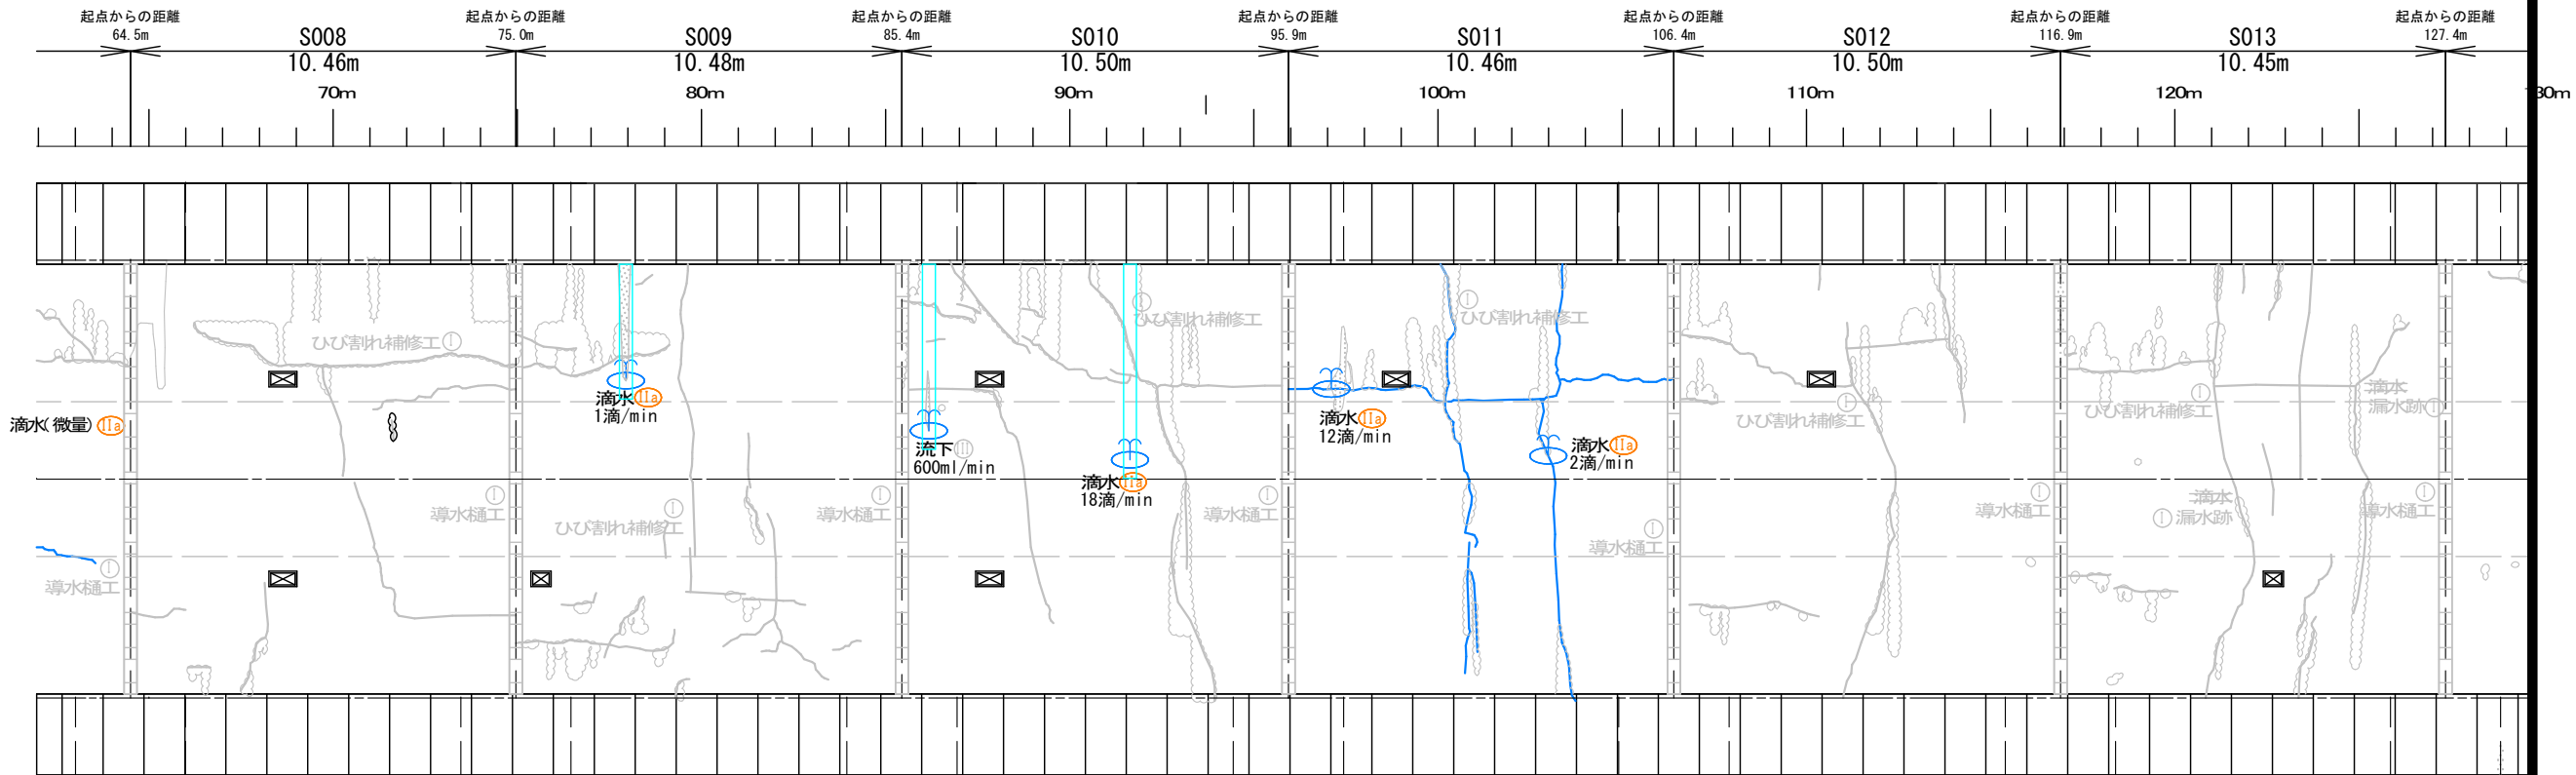 起点からの距離 起点からの距離 起点からの距離 起点からの距離 起点からの距離 起点からの距離 起点からの距離
64.5m S008 75.0m S009 85.4m S010 95.9m S011 106.4m S012 116.9m S013 127.4m
10.46m 10.48m 10.50m 10.46m 10.50m 10.45m
70m 80m 90m 100m 110m 120m 130m
Ⅰ
ひび割れ補修工
Ⅰ
ひび割れ補修工
ひび割れ補修工 Ⅰ
滴水 Ⅱa
1滴/min
滴水(微量) Ⅱa
流下 Ⅲ
600ml/min
滴水 Ⅱa
18滴/min
滴水 Ⅱa
12滴/min
滴水 Ⅱa
2滴/min
Ⅰ
ひび割れ補修工
Ⅰ
ひび割れ補修工
滴水
漏水跡 Ⅰ
Ⅰ
導水樋工
Ⅰ
ひび割れ補修工
Ⅰ
導水樋工
Ⅰ
導水樋工
Ⅰ
導水樋工
Ⅰ
導水樋工
滴水
Ⅰ 漏水跡
Ⅰ
導水樋工
Ⅰ
導水樋工